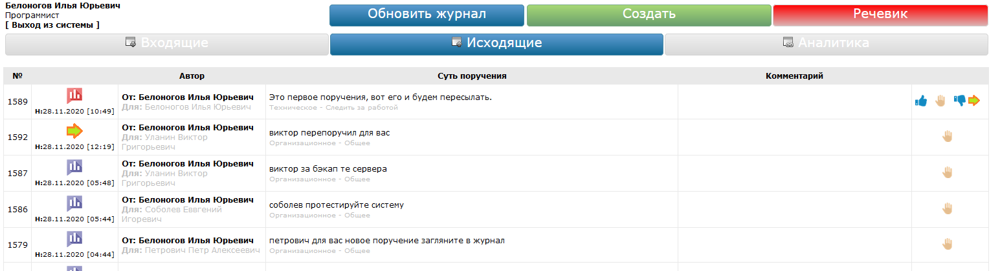 Белоногов Илья Юрьевич
Программист
[ Выход из системы ]
Обновить журнал
Создать
Речевик
Входящие
Исходящие
Аналитика
№ Автор Суть поручения Комментарий
1589
Н:28.11.2020 [10:49]
От: Белоногов Илья Юрьевич
Для: Белоногов Илья Юрьевич
Это первое поручения, вот его и будем пересылать.
Техническое - Следить за работой
1592
Н:28.11.2020 [12:19]
От: Белоногов Илья Юрьевич
Для: Уланин Виктор
Григорьевич
виктор перепоручил для вас
Организационное - Общее
1587
Н:28.11.2020 [05:48]
От: Белоногов Илья Юрьевич
Для: Уланин Виктор
Григорьевич
виктор за бэкап те сервера
Организационное - Общее
1586
Н:28.11.2020 [05:44]
От: Белоногов Илья Юрьевич
Для: Соболев Еввгений
Игоревич
соболев протестируйте систему
Организационное - Общее
1579
Н:28.11.2020 [04:44]
От: Белоногов Илья Юрьевич
Для: Петрович Петр Алексеевич
петрович для вас новое поручение загляните в журнал
Организационное - Общее